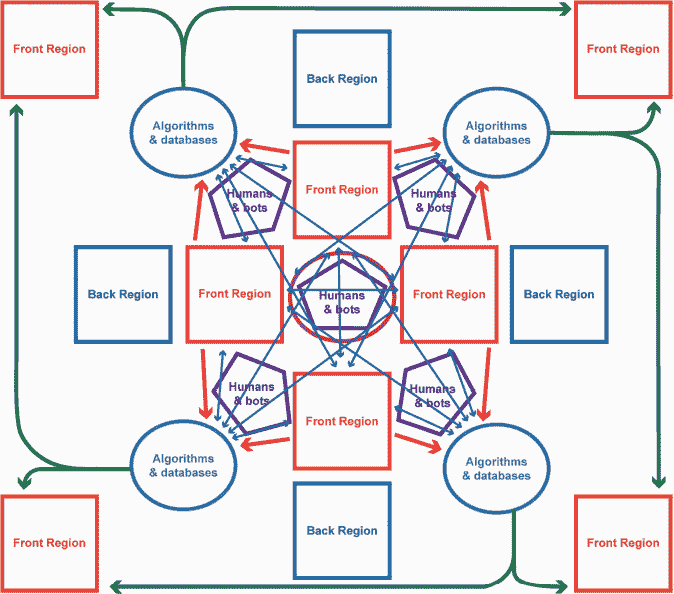 Front Region
Front Region
Back Region
Algorithms
& databases
Algorithms
& databases
Front Region
Humans
& bots
Humans
& bots
Back Region
Front Region
Humans
& bots
Front Region
Back Region
Humans
& bots
Humans
& bots
Front Region
Algorithms
& databases
Algorithms
& databases
Front Region
Back Region
Front Region